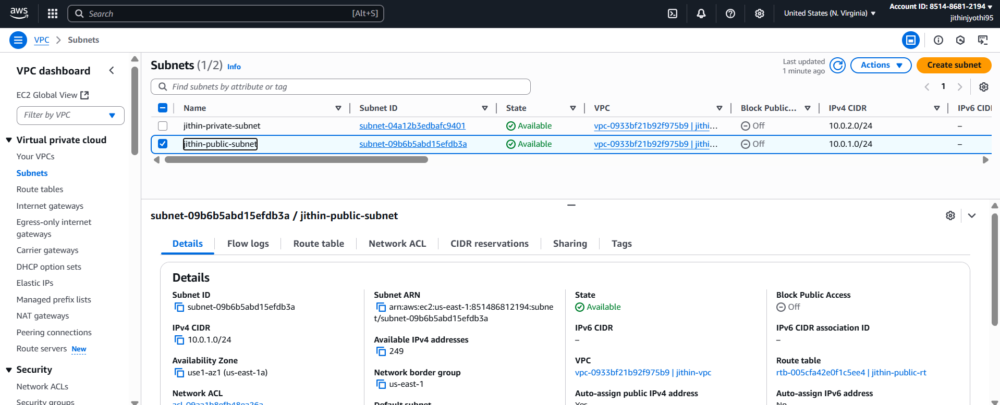 aws
Search
[Alt+S]
United States (N. Virginia)
Account ID: 8514-8681-2194
jithinjyothi95
VPC
Subnets
VPC dashboard
EC2 Global View
Filter by VPC
Virtual private cloud
Your VPCs
Subnets
Route tables
Internet gateways
Egress-only internet
gateways
Carrier gateways
DHCP option sets
Elastic IPs
Managed prefix lists
NAT gateways
Peering connections
Route servers New
Security
Network ACLs
Security groups
Subnets (1/2) Info
Last updated
1 minute ago
Actions
Create subnet
Find subnets by attribute or tag
1
Name Subnet ID State VPC Block Public... IPv4 CIDR IPv6 CIDI
jithin-private-subnet subnet-04a12b3edbafc9401 Available vpc-0933bf21b92f975b9 | jithi... Off 10.0.2.0/24 –
jithin-public-subnet subnet-09b6b5abd15efdb3a Available vpc-0933bf21b92f975b9 | jithi... Off 10.0.1.0/24 –
subnet-09b6b5abd15efdb3a / jithin-public-subnet
Details Flow logs Route table Network ACL CIDR reservations Sharing Tags
Details
Subnet ID
subnet-09b6b5abd15efdb3a
IPv4 CIDR
10.0.1.0/24
Availability Zone
use1-az1 (us-east-1a)
Network ACL
acl-09aa1b8efb48ea26a
Subnet ARN
arn:aws:ec2:us-east-1:851486812194:subne
t/subnet-09b6b5abd15efdb3a
Available IPv4 addresses
249
Network border group
us-east-1
Default subnet
State
Available
IPv6 CIDR
–
VPC
vpc-0933bf21b92f975b9 | jithin-vpc
Auto-assign public IPv4 address
Yes
Block Public Access
Off
IPv6 CIDR association ID
–
Route table
rtb-005cfa42e0f1c5ee4 | jithin-public-rt
Auto-assign IPv6 address
No